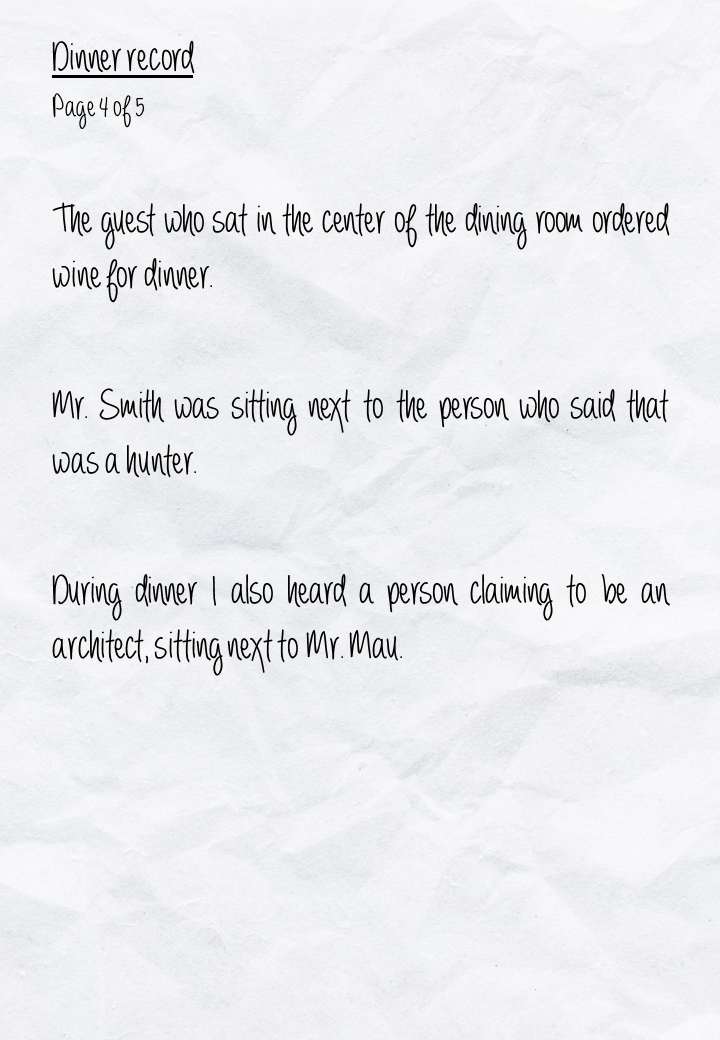 Dinner record
Page 4 of 5
The guest who sat in the center of the dining room ordered
wine for dinner.
Mr. Smith was sitting next to the person who said that
was a hunter.
During dinner I also heard a person claiming to be an
architect, sitting next to Mr. Mau.